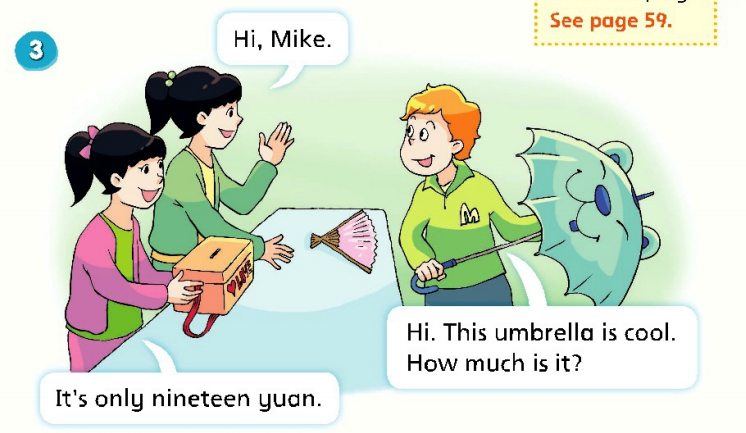 See page 59.
3
Hi, Mike.
M
LOVE
Hi. This umbrella is cool.
How much is it?
It's only nineteen yuan.